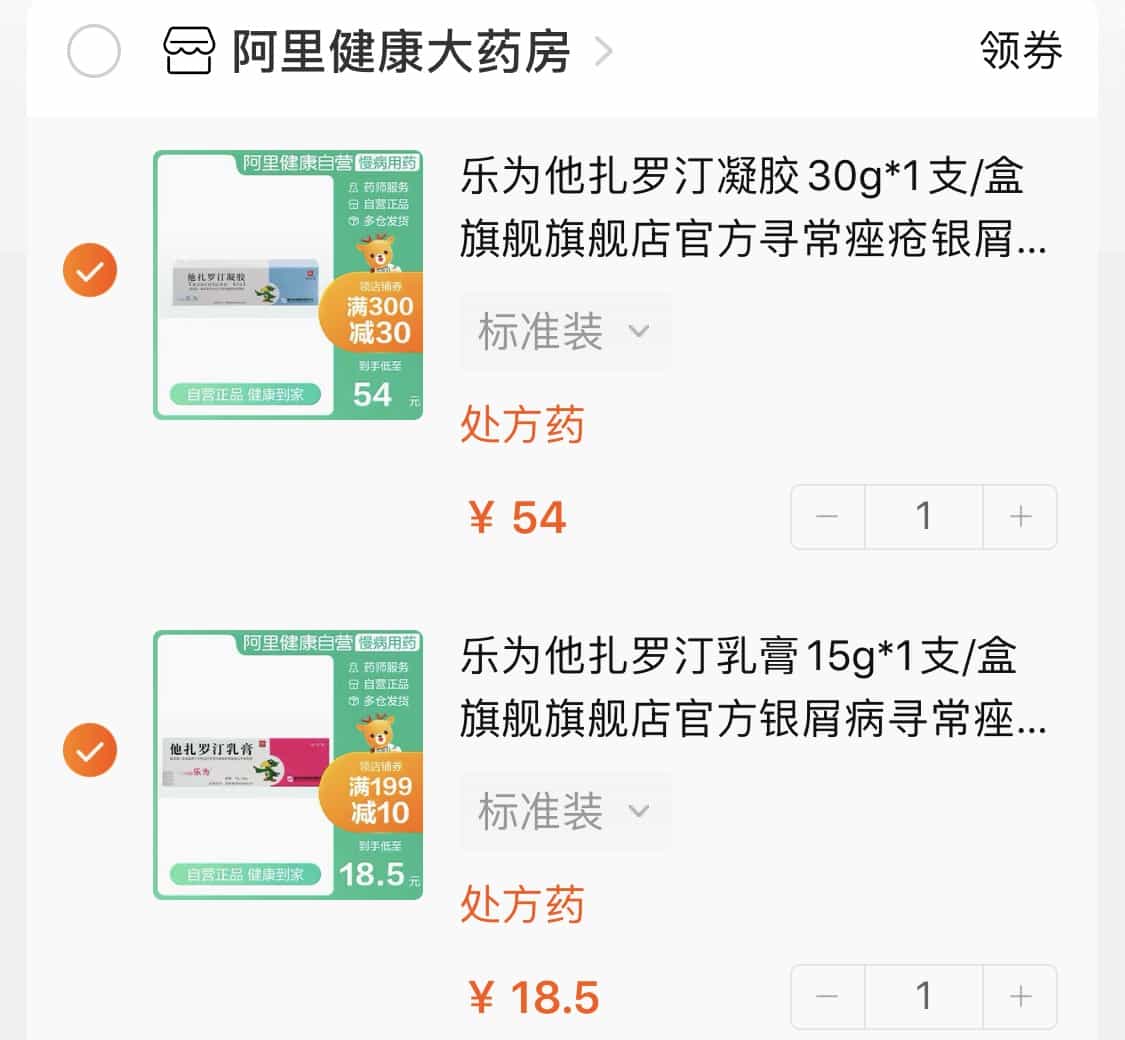 阿里健康大药房
领券
阿里健康自营 慢病用药
药师服务
自营正品
多仓发货
他扎罗汀凝胶
Tazarotene Gel
领店铺券
满300
减30
到手低至
54 元
自营正品 健康到家
乐为他扎罗汀凝胶30g*1支/盒
旗舰旗舰店官方寻常痤疮银屑...
标准装
处方药
¥ 54
1
阿里健康自营 慢病用药
药师服务
自营正品
多仓发货
他扎罗汀乳膏
乐为
领店铺券
满199
减10
到手低至
18.5 元
自营正品 健康到家
乐为他扎罗汀乳膏15g*1支/盒
旗舰旗舰店官方银屑病寻常痤...
标准装
处方药
¥ 18.5
1